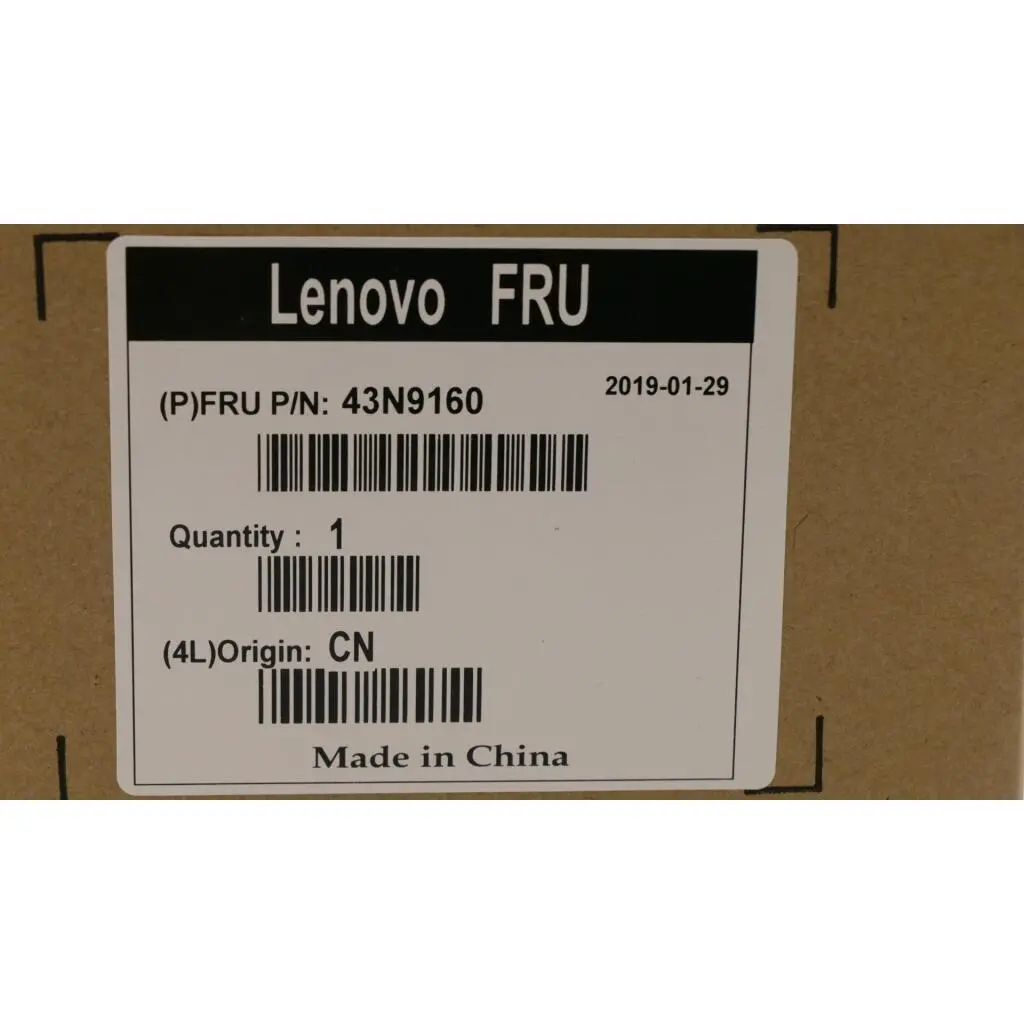 Lenovo FRU
2019-01-29
(P)FRU P/N: 43N9160
Quantity : 1
(4L)Origin: CN
Made in China